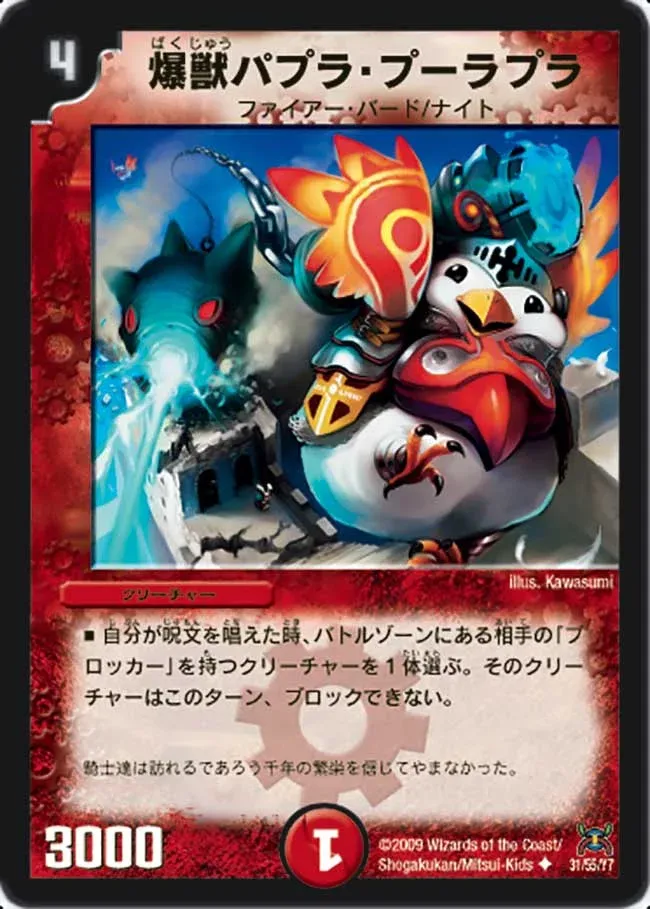 4
ばくじゅう
爆獣パプラ・プーラプラ
ファイアー・バード/ナイト
illus. Kawasumi
クリーチャー
■ 自分が呪文を唱えた時、バトルゾーンにある相手の「ブ
ロッカー」を持つクリーチャーを1体選ぶ。そのクリー
チャーはこのターン、ブロックできない。
騎士達は訪れるであろう千年の繁栄を信じてやまなかった。
3000
1
©2009 Wizards of the Coast/
Shogakukan/Mitsui-Kids ◆ 31/55/Y7